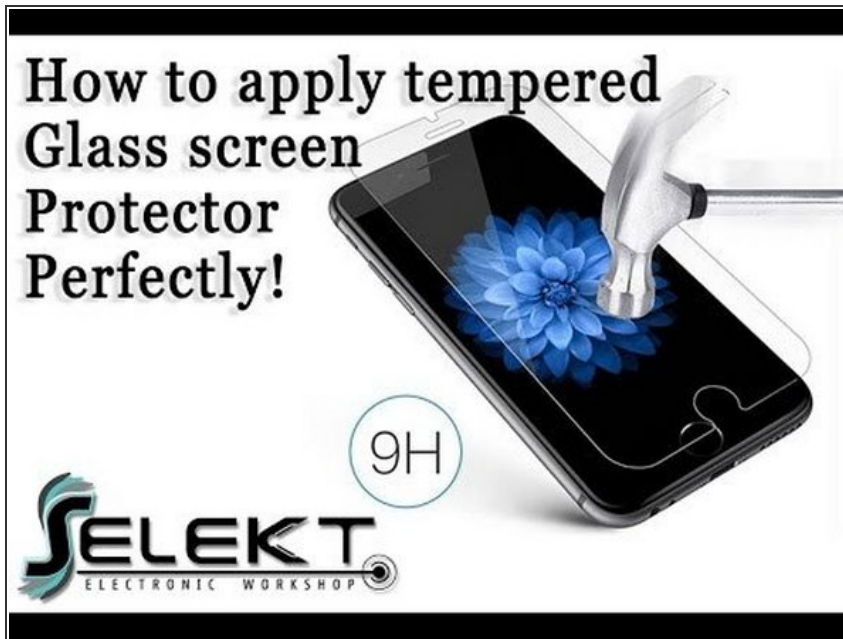 How to apply tempered
Glass screen
Protector
Perfectly!
9H
SELEKT
ELECTRONIC WORKSHOP